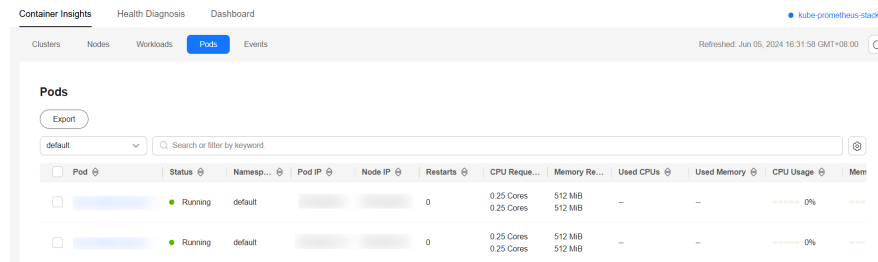 Container Insights Health Diagnosis Dashboard kube-prometheus-stack
Clusters Nodes Workloads Pods Events Refreshed: Jun 05, 2024 16:31:58 GMT+08:00
Pods
Export
default Search or filter by keyword.
Pod Status Namesp... Pod IP Node IP Restarts CPU Reque... Memory Re... Used CPUs Used Memory CPU Usage Mem
Running default 0 0.25 Cores 512 MiB -- -- 0%
0.25 Cores 512 MiB
Running default 0 0.25 Cores 512 MiB -- -- 0%
0.25 Cores 512 MiB